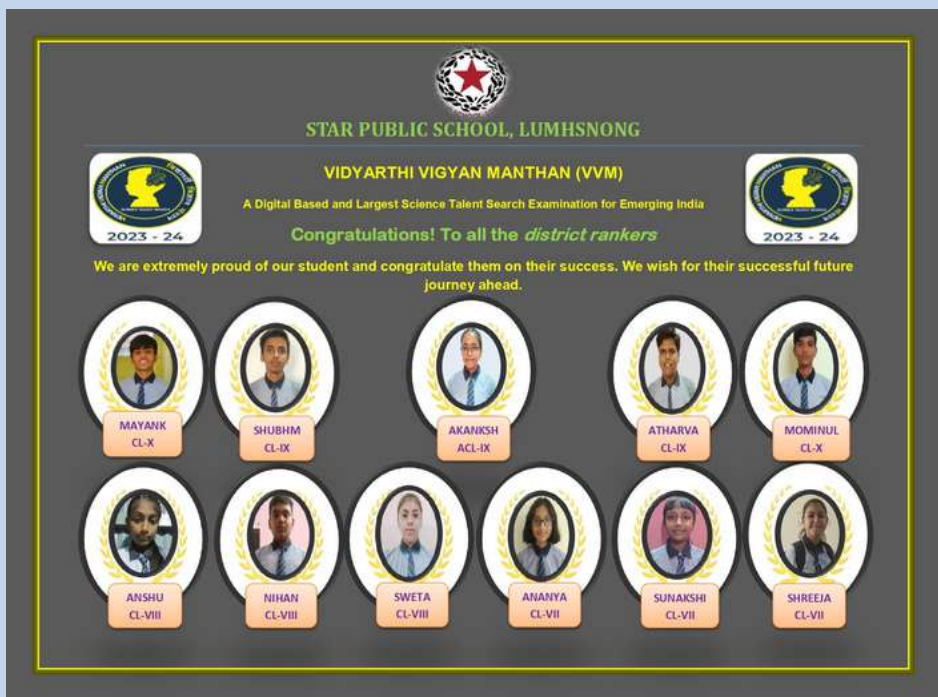 STAR PUBLIC SCHOOL, LUMHSNONG
VIDYARTHI VIGYAN MANTHAN (VVM)
A Digital Based and Largest Science Talent Search Examination for Emerging India
2023 - 24
2023 - 24
Congratulations! To all the district rankers
We are extremely proud of our student and congratulate them on their success. We wish for their successful future
journey ahead.
MAYANK
CL-X
SHUBHM
CL-IX
AKANKSH
ACL-IX
ATHARVA
CL-IX
MOMINUL
CL-X
ANSHU
CL-VIII
NIHAN
CL-VIII
SWETA
CL-VIII
ANANYA
CL-VII
SUNAKSHI
CL-VII
SHREEJA
CL-VII